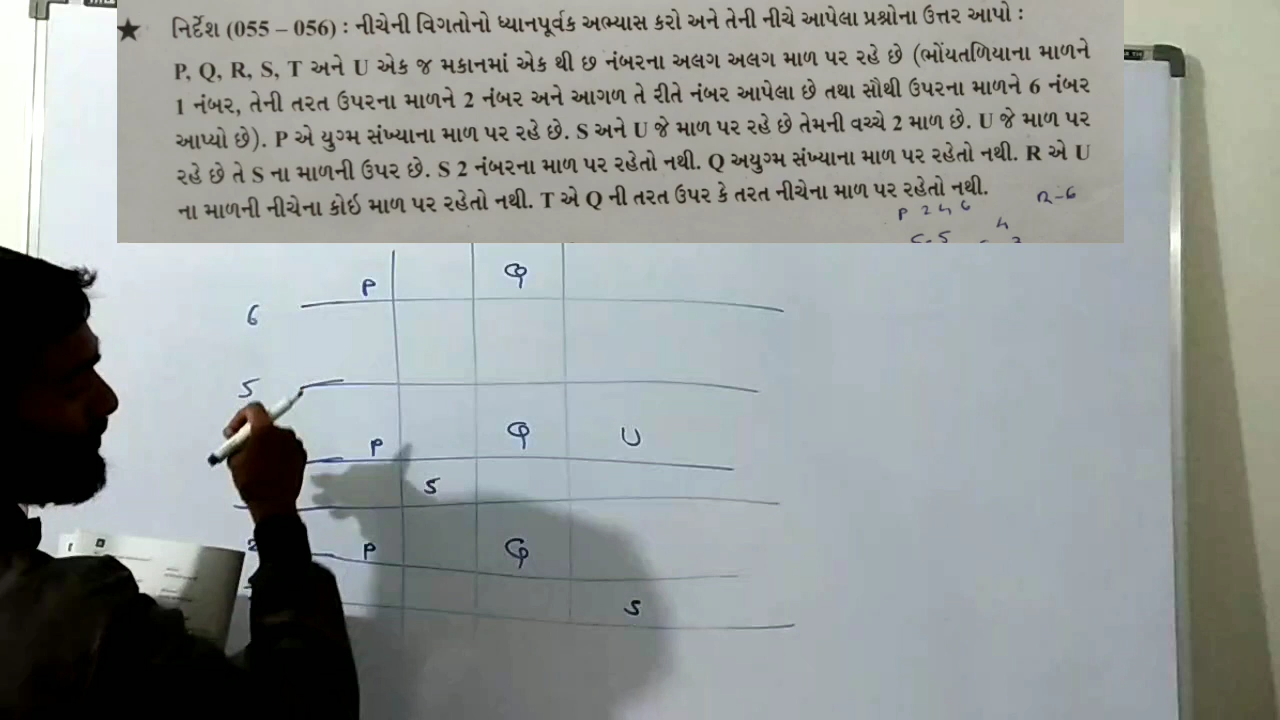 ★ નિર્દેશ (055 – 056) : નીચેની વિગતોનો ધ્યાનપૂર્વક અભ્યાસ કરો અને તેની નીચે આપેલા પ્રશ્નોના ઉત્તર આપો :
P, Q, R, S, T અને U એક જ મકાનમાં એક થી છ નંબરના અલગ અલગ માળ પર રહે છે (ભોંયતળિયાના માળને
1 નંબર, તેની તરત ઉપરના માળને 2 નંબર અને આગળ તે રીતે નંબર આપેલા છે તથા સૌથી ઉપરના માળને 6 નંબર
આપ્યો છે). P એ યુગ્મ સંખ્યાના માળ પર રહે છે. S અને U જે માળ પર રહે છે તેમની વચ્ચે 2 માળ છે. U જે માળ પર
રહે છે તે S ના માળની ઉપર છે. S 2 નંબરના માળ પર રહેતો નથી. Q અયુગ્મ સંખ્યાના માળ પર રહેતો નથી. R એ U
ના માળની નીચેના કોઈ માળ પર રહેતો નથી. T એ Q ની તરત ઉપર કે તરત નીચેના માળ પર રહેતો નથી.
P 2 4 6 R-6
4
P Q
6
5
P Q U
S
2 P Q
S